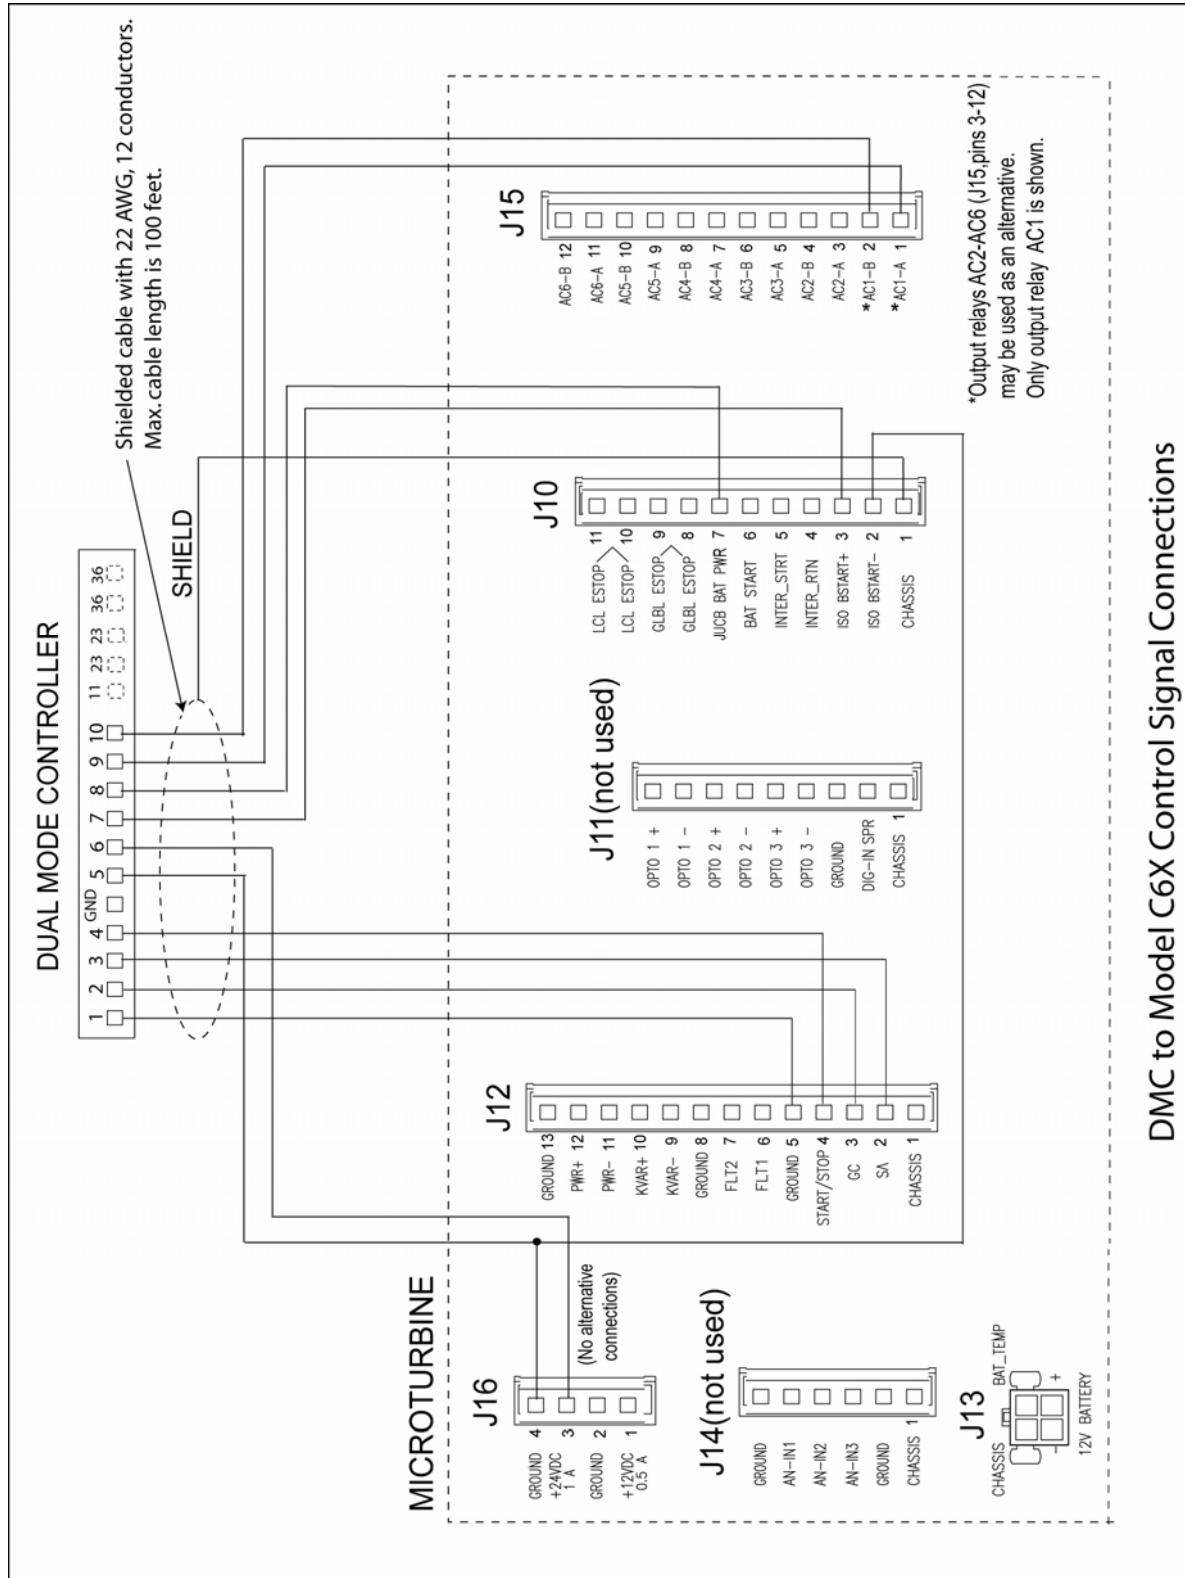 DUAL MODE CONTROLLER
1 2 3 4 GND 5 6 7 8 9 10 11 23 23 36 36
Shielded cable with 22 AWG, 12 conductors.
Max. cable length is 100 feet.
SHIELD
MICROTURBINE
J16
GROUND 4
+24VDC 3
1 A
GROUND 2
+12VDC 1
0.5 A
(No alternative
connections)
J12
GROUND 13
PWR+ 12
PWR- 11
KVAR+ 10
KVAR- 9
GROUND 8
FLT2 7
FLT1 6
GROUND 5
START/STOP 4
GC 3
SA 2
CHASSIS 1
J11(not used)
OPTO 1 +
OPTO 1 -
OPTO 2 +
OPTO 2 -
OPTO 3 +
OPTO 3 -
GROUND
DIG-IN SPR
CHASSIS 1
J10
LCL ESTOP 11
LCL ESTOP 10
GLBL ESTOP 9
GLBL ESTOP 8
JUCB BAT PWR 7
BAT START 6
INTER_STRT 5
INTER_RTN 4
ISO BSTART+ 3
ISO BSTART- 2
CHASSIS 1
J15
AC6-B 12
AC6-A 11
AC5-B 10
AC5-A 9
AC4-B 8
AC4-A 7
AC3-B 6
AC3-A 5
AC2-B 4
AC2-A 3
*AC1-B 2
*AC1-A 1
J14(not used)
GROUND
AN-IN1
AN-IN2
AN-IN3
GROUND
CHASSIS 1
J13
CHASSIS BAT_TEMP
- +
12V BATTERY
*Output relays AC2-AC6 (J15,pins 3-12)
may be used as an alternative.
Only output relay AC1 is shown.
DMC to Model C6X Control Signal Connections